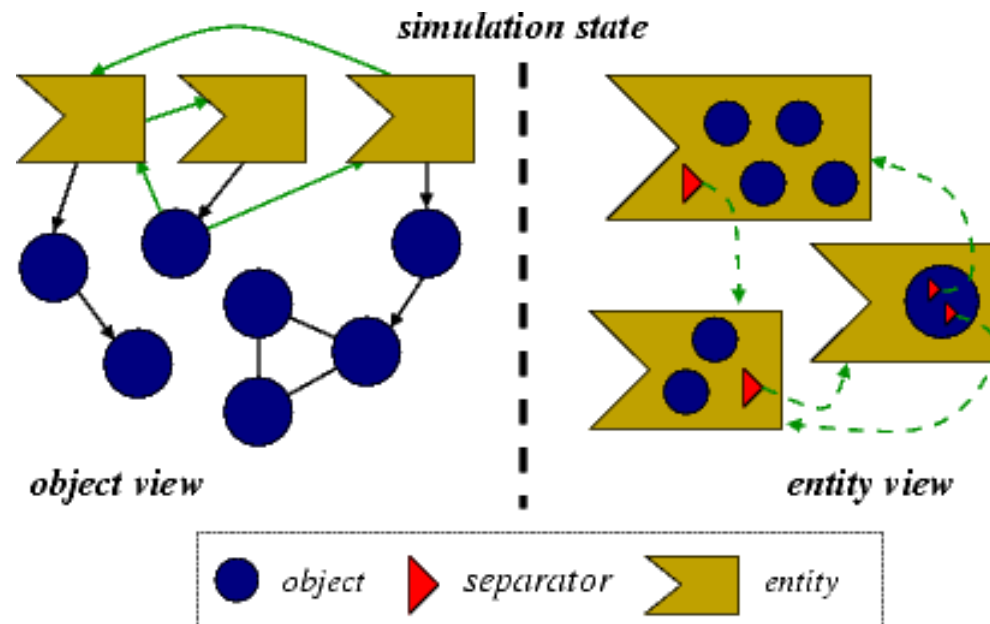 simulation state
object view
entity view
object
separator
entity